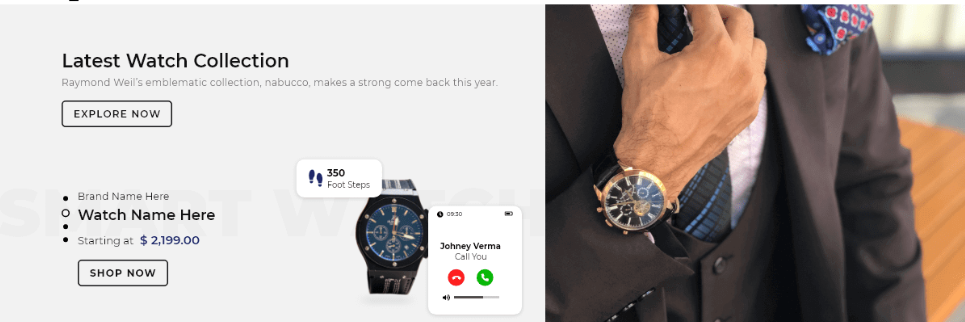 Latest Watch Collection
Raymond Weil's emblematic collection, nabucco, makes a strong come back this year.
EXPLORE NOW
350
Foot Steps
SMART WATCH
Brand Name Here
Watch Name Here
Starting at $ 2,199.00
SHOP NOW
09:30
Johney Verma
Call You